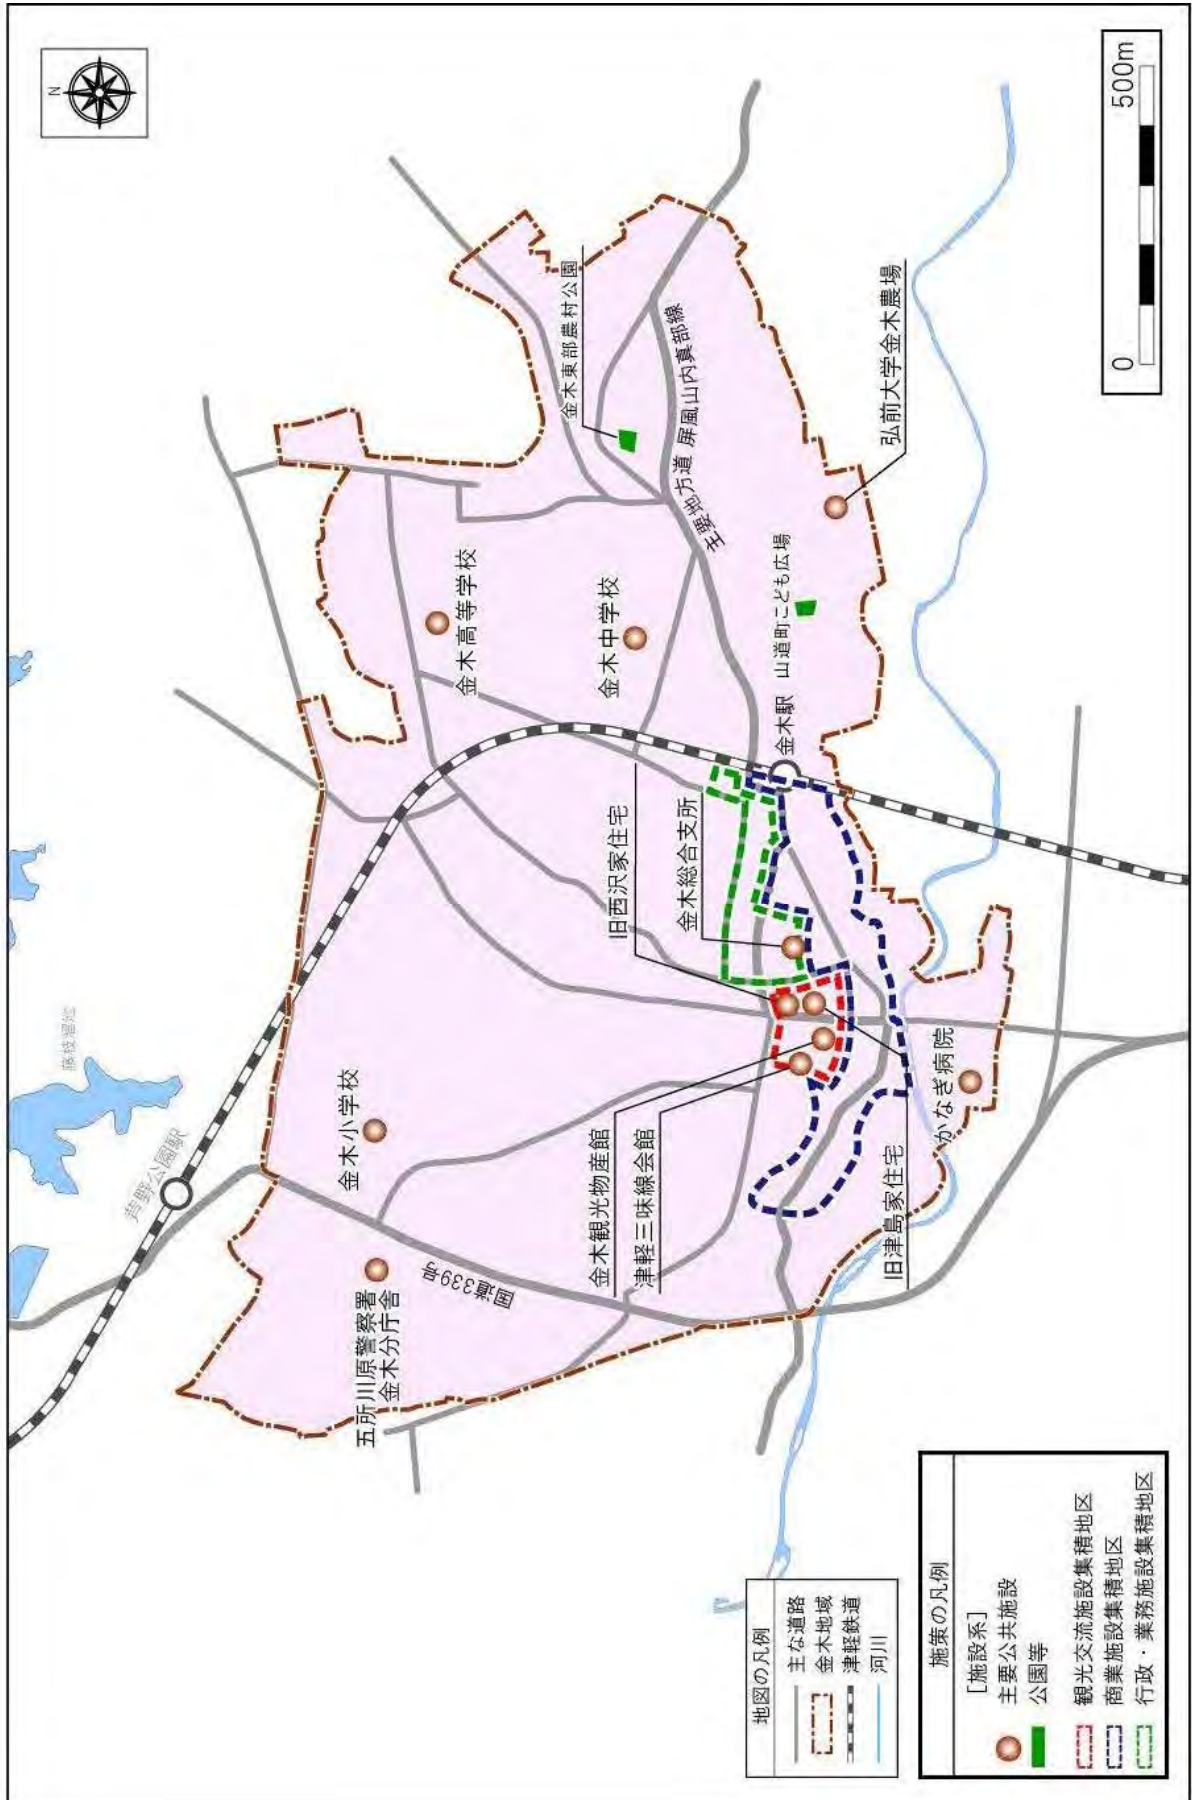 N
500m
0
藤枝溜池
芦野公園駅
金木東部農村公園
主要地方道 屏風山内真部線
弘前大学金木農場
金木高等学校
金木中学校
山道町こども広場
金木駅
旧西沢家住宅
金木総合支所
金木小学校
五所川原警察署
金木分庁舎
国道339号
金木観光物産館
津軽三味線会館
旧津島家住宅
かなぎ病院
地図の凡例
主な道路
金木地域
津軽鉄道
河川
施策の凡例
[施設系]
主要公共施設
公園等
観光交流施設集積地区
商業施設集積地区
行政・業務施設集積地区